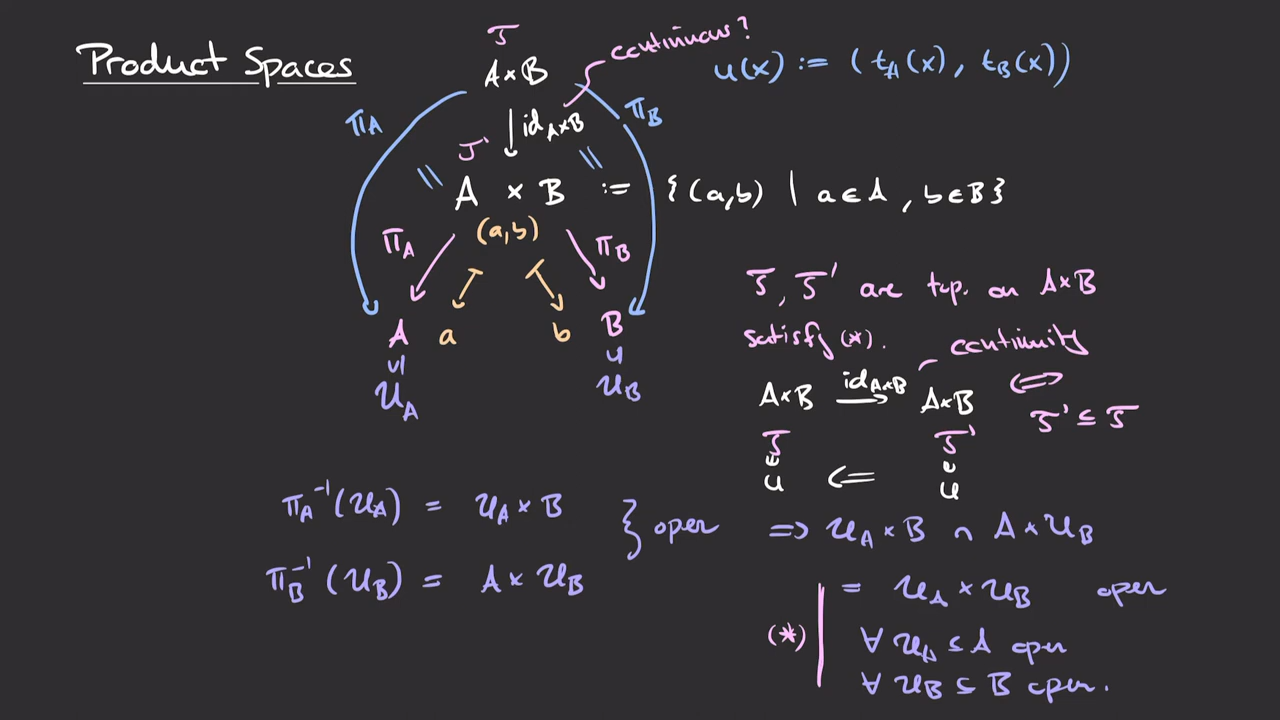 Product Spaces
𝒯
continuous?
A×B
u(x) := (t_A(x), t_B(x))
π_A
↓ id_{A×B}
π_B
𝒯'
A × B := {(a,b) | a ∈ A, b ∈ B}
π_A
(a,b)
π_B
𝒯, 𝒯' are top. on A×B
A a b B
satisfy (*).
continuity
U_A U_B
A×B —id_{A×B}→ A×B ⟺
𝒯' ⊆ 𝒯
𝒯 𝒯'
U ⟸ U
π_A^{-1}(U_A) = U_A × B
} open ⟹ U_A × B ∩ A × U_B
π_B^{-1}(U_B) = A × U_B
= U_A × U_B open
(*)
∀ U_A ⊆ A open
∀ U_B ⊆ B open.